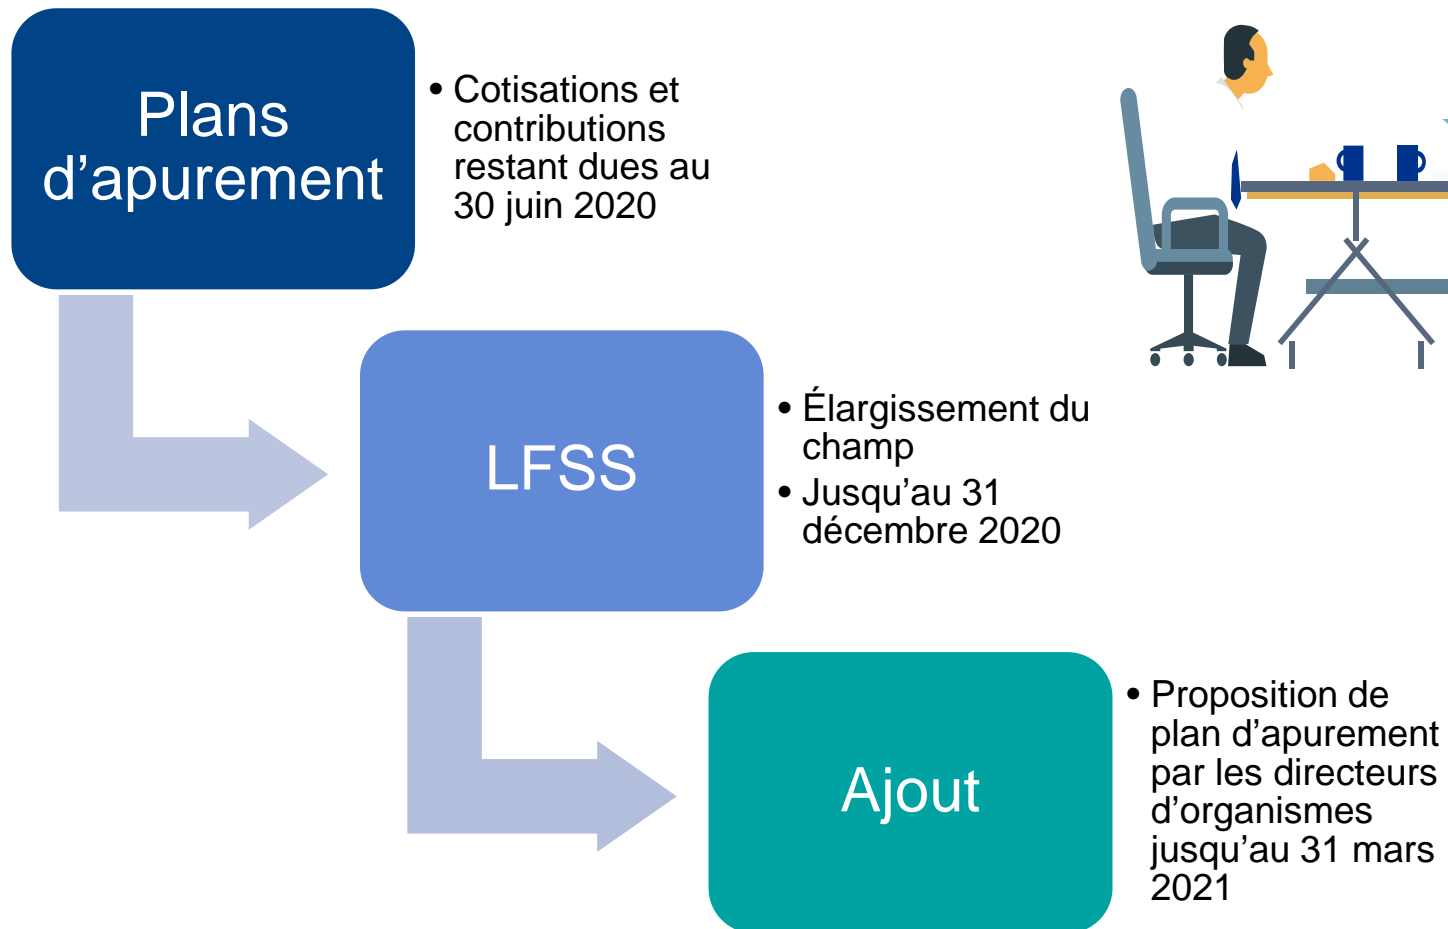 Plans
d’apurement
• Cotisations et
contributions
restant dues au
30 juin 2020
LFSS
• Élargissement du
champ
• Jusqu’au 31
décembre 2020
Ajout
• Proposition de
plan d’apurement
par les directeurs
d’organismes
jusqu’au 31 mars
2021